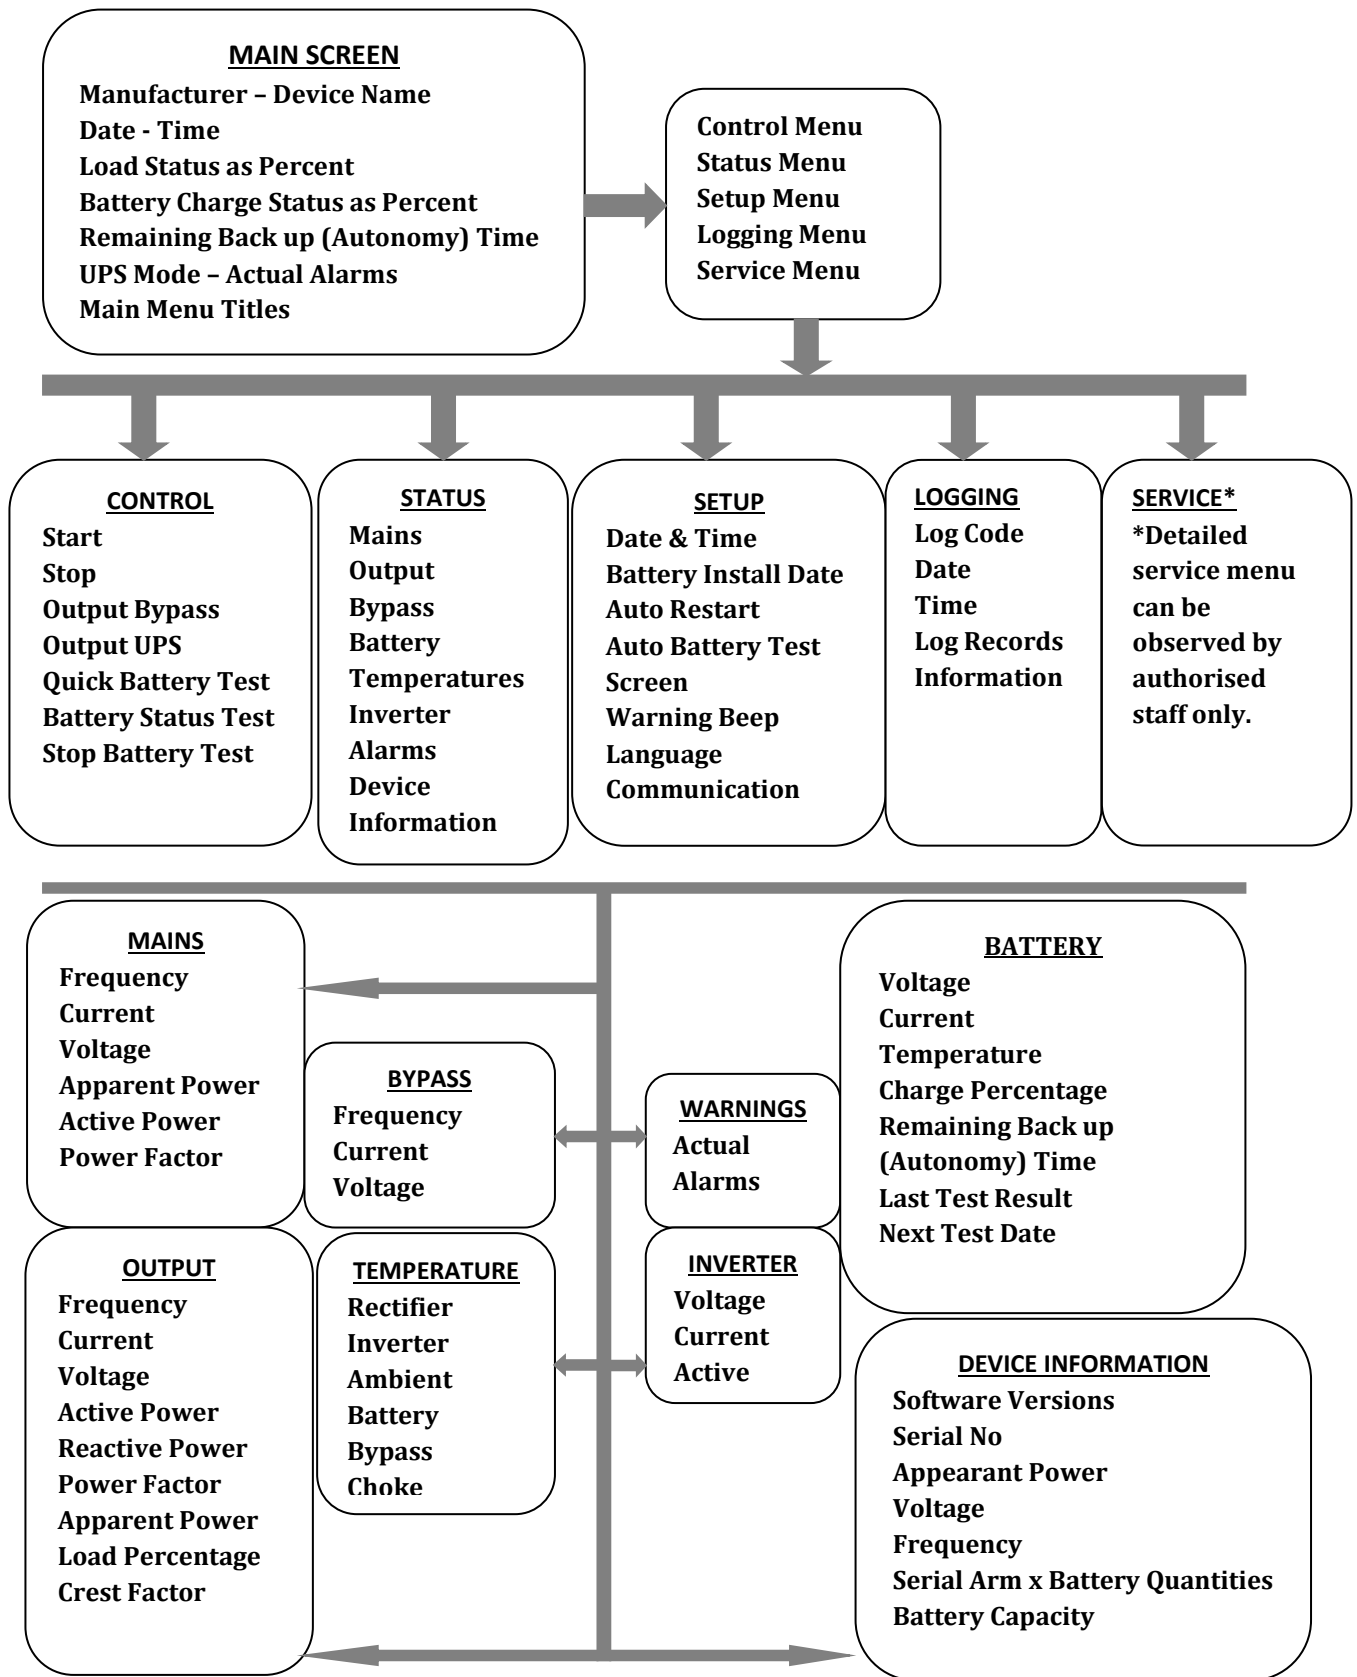 MAIN SCREEN
Manufacturer – Device Name
Date - Time
Load Status as Percent
Battery Charge Status as Percent
Remaining Back up (Autonomy) Time
UPS Mode – Actual Alarms
Main Menu Titles
Control Menu
Status Menu
Setup Menu
Logging Menu
Service Menu
CONTROL
Start
Stop
Output Bypass
Output UPS
Quick Battery Test
Battery Status Test
Stop Battery Test
STATUS
Mains
Output
Bypass
Battery
Temperatures
Inverter
Alarms
Device
Information
SETUP
Date & Time
Battery Install Date
Auto Restart
Auto Battery Test
Screen
Warning Beep
Language
Communication
LOGGING
Log Code
Date
Time
Log Records
Information
SERVICE*
*Detailed
service menu
can be
observed by
authorised
staff only.
MAINS
Frequency
Current
Voltage
Apparent Power
Active Power
Power Factor
BYPASS
Frequency
Current
Voltage
WARNINGS
Actual
Alarms
BATTERY
Voltage
Current
Temperature
Charge Percentage
Remaining Back up
(Autonomy) Time
Last Test Result
Next Test Date
OUTPUT
Frequency
Current
Voltage
Active Power
Reactive Power
Power Factor
Apparent Power
Load Percentage
Crest Factor
TEMPERATURE
Rectifier
Inverter
Ambient
Battery
Bypass
Choke
INVERTER
Voltage
Current
Active
DEVICE INFORMATION
Software Versions
Serial No
Appearant Power
Voltage
Frequency
Serial Arm x Battery Quantities
Battery Capacity